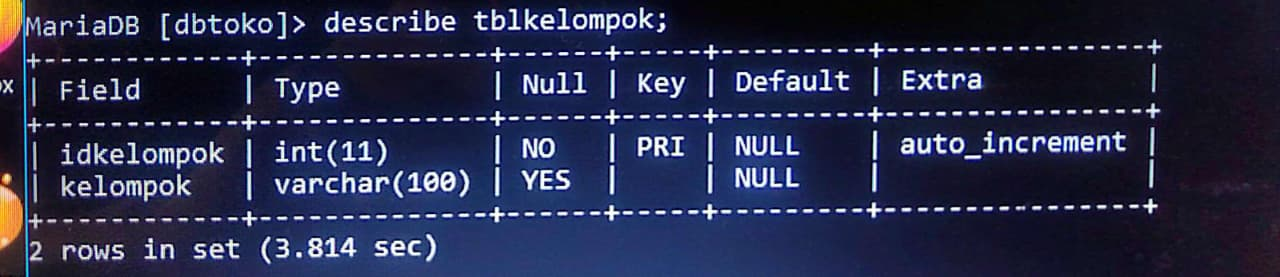 MariaDB [dbtoko]> describe tblkelompok;
+------------+--------------+------+-----+---------+----------------+
ox
| Field      | Type         | Null | Key | Default | Extra          |
+------------+--------------+------+-----+---------+----------------+
| idkelompok | int(11)      | NO   | PRI | NULL    | auto_increment |
| kelompok   | varchar(100) | YES  |     | NULL    |                |
+------------+--------------+------+-----+---------+----------------+
2 rows in set (3.814 sec)